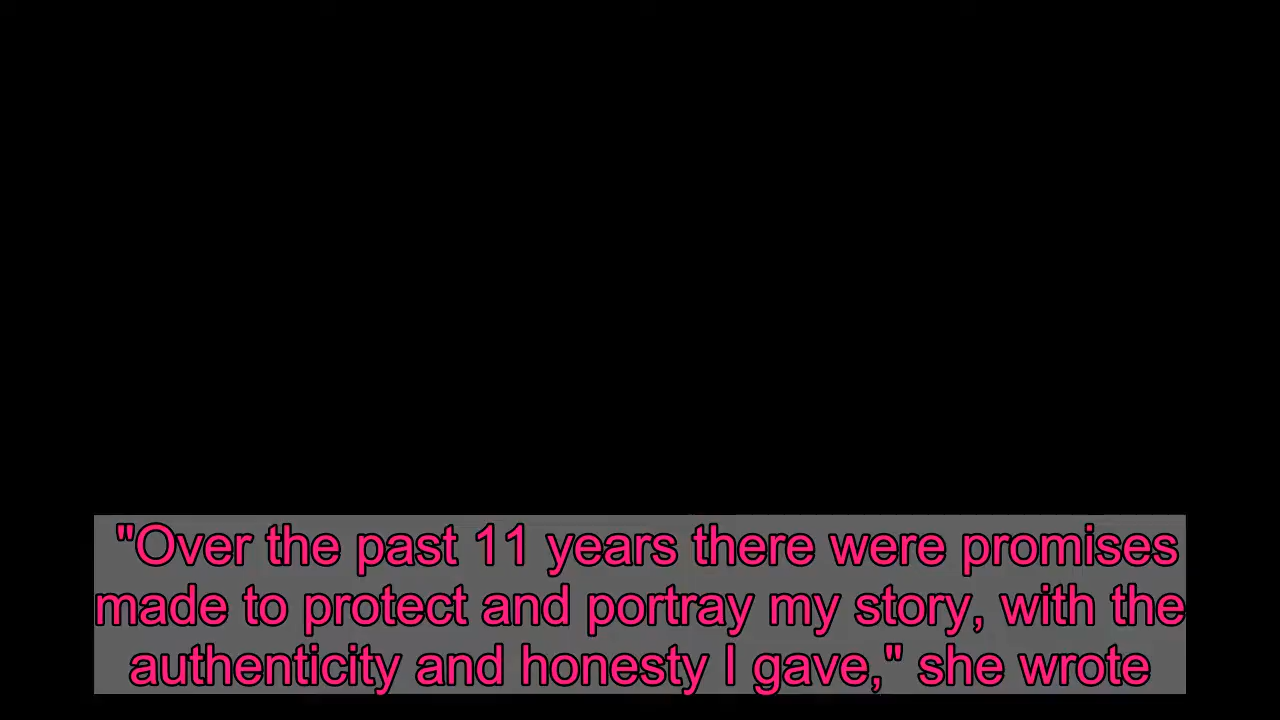 "Over the past 11 years there were promises
made to protect and portray my story, with the
authenticity and honesty I gave," she wrote